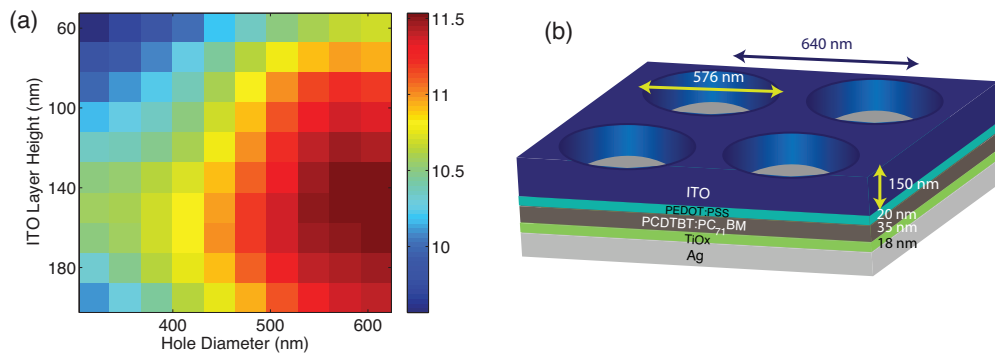 (a)
60
100
140
180
ITO Layer Height (nm)
400
500
600
Hole Diameter (nm)
11.5
11
10.5
10
(b)
640 nm
576 nm
150 nm
ITO
PEDOT:PSS
20 nm
PCDTBT:PC71BM
35 nm
TiOx
18 nm
Ag